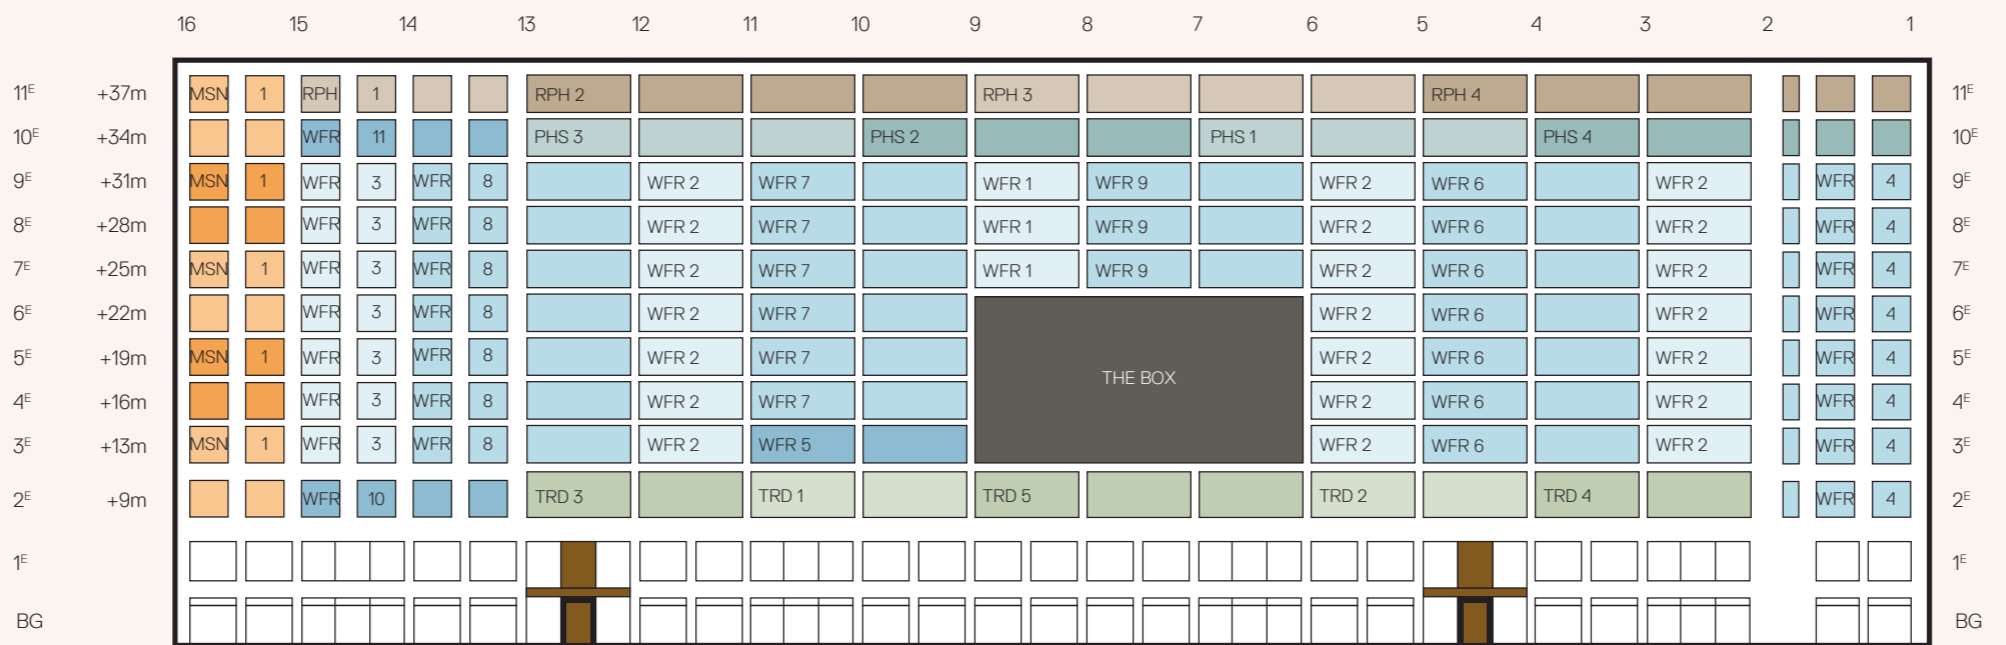 16 15 14 13 12 11 10 9 8 7 6 5 4 3 2 1
11E +37m MSN 1 RPH 1 RPH 2 RPH 3 RPH 4 11E
10E +34m WFR 11 PHS 3 PHS 2 PHS 1 PHS 4 10E
9E +31m MSN 1 WFR 3 WFR 8 WFR 2 WFR 7 WFR 1 WFR 9 WFR 2 WFR 6 WFR 2 WFR 4 9E
8E +28m WFR 3 WFR 8 WFR 2 WFR 7 WFR 1 WFR 9 WFR 2 WFR 6 WFR 2 WFR 4 8E
7E +25m MSN 1 WFR 3 WFR 8 WFR 2 WFR 7 WFR 1 WFR 9 WFR 2 WFR 6 WFR 2 WFR 4 7E
6E +22m WFR 3 WFR 8 WFR 2 WFR 7 WFR 2 WFR 6 WFR 2 WFR 4 6E
5E +19m MSN 1 WFR 3 WFR 8 WFR 2 WFR 7 WFR 2 WFR 6 WFR 2 WFR 4 5E
THE BOX
4E +16m WFR 3 WFR 8 WFR 2 WFR 7 WFR 2 WFR 6 WFR 2 WFR 4 4E
3E +13m MSN 1 WFR 3 WFR 8 WFR 2 WFR 5 WFR 2 WFR 6 WFR 2 WFR 4 3E
2E +9m WFR 10 TRD 3 TRD 1 TRD 5 TRD 2 TRD 4 WFR 4 2E
1E 1E
BG BG